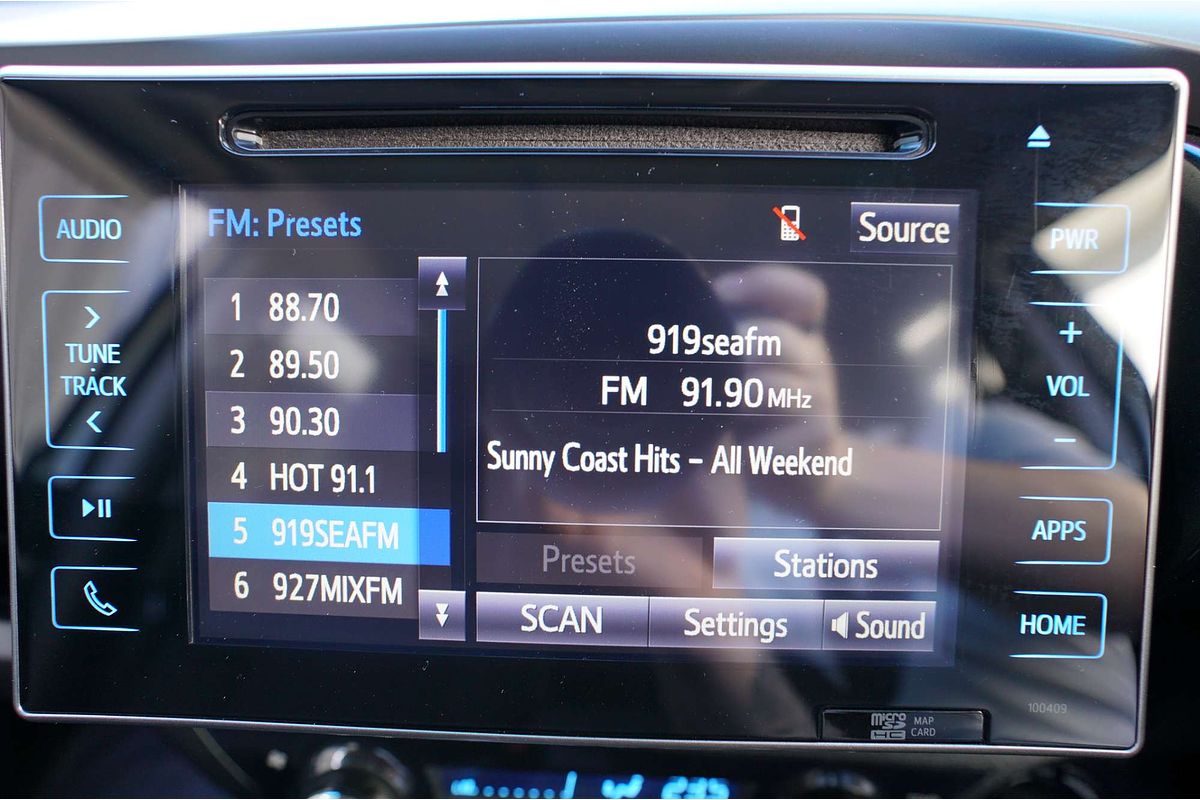 AUDIO
>
TUNE
TRACK
<
FM: Presets
Source
1 88.70
2 89.50
3 90.30
4 HOT 91.1
5 919SEAFM
6 927MIXFM
919seafm
FM 91.90 MHz
Sunny Coast Hits - All Weekend
Presets
Stations
SCAN
Settings
Sound
PWR
+
VOL
-
APPS
HOME
100409
micro
SD
HC
MAP
CARD